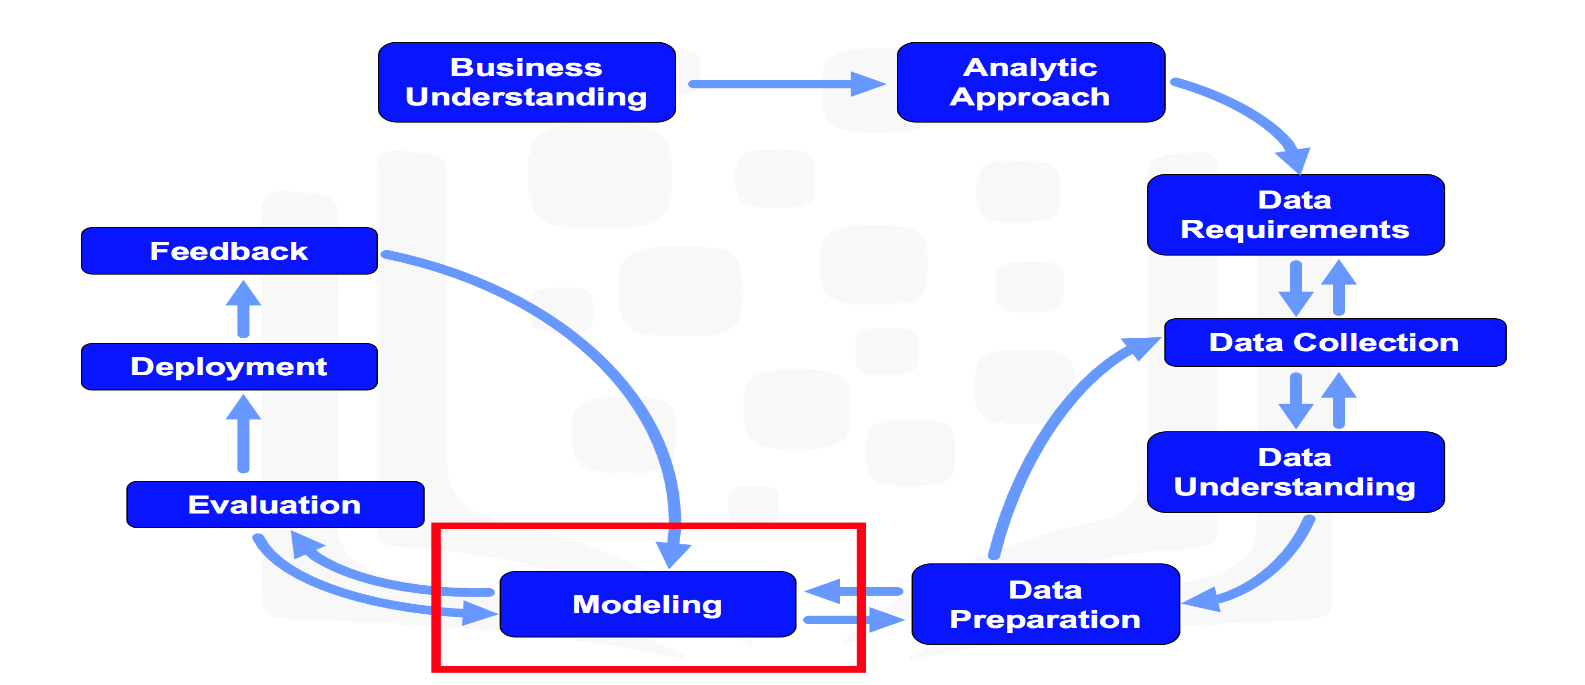 Business
Understanding
Analytic
Approach
Data
Requirements
Data Collection
Data
Understanding
Data
Preparation
Modeling
Evaluation
Deployment
Feedback